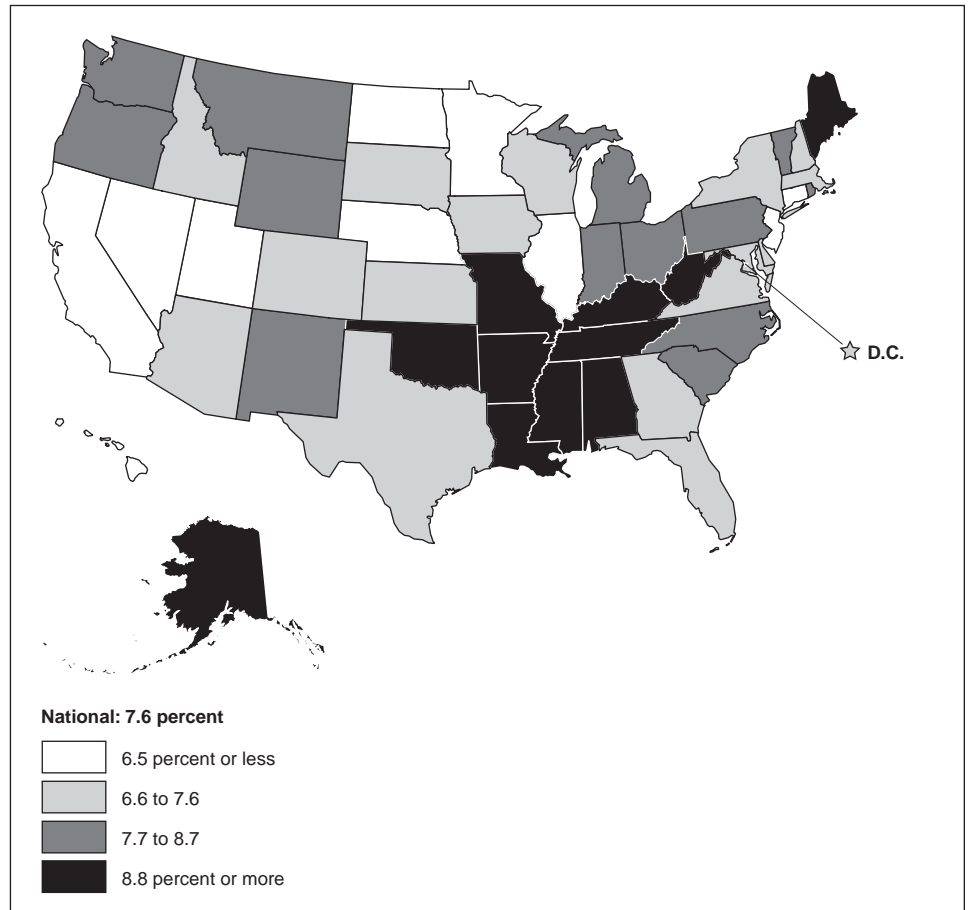 D.C.
National: 7.6 percent
6.5 percent or less
6.6 to 7.6
7.7 to 8.7
8.8 percent or more